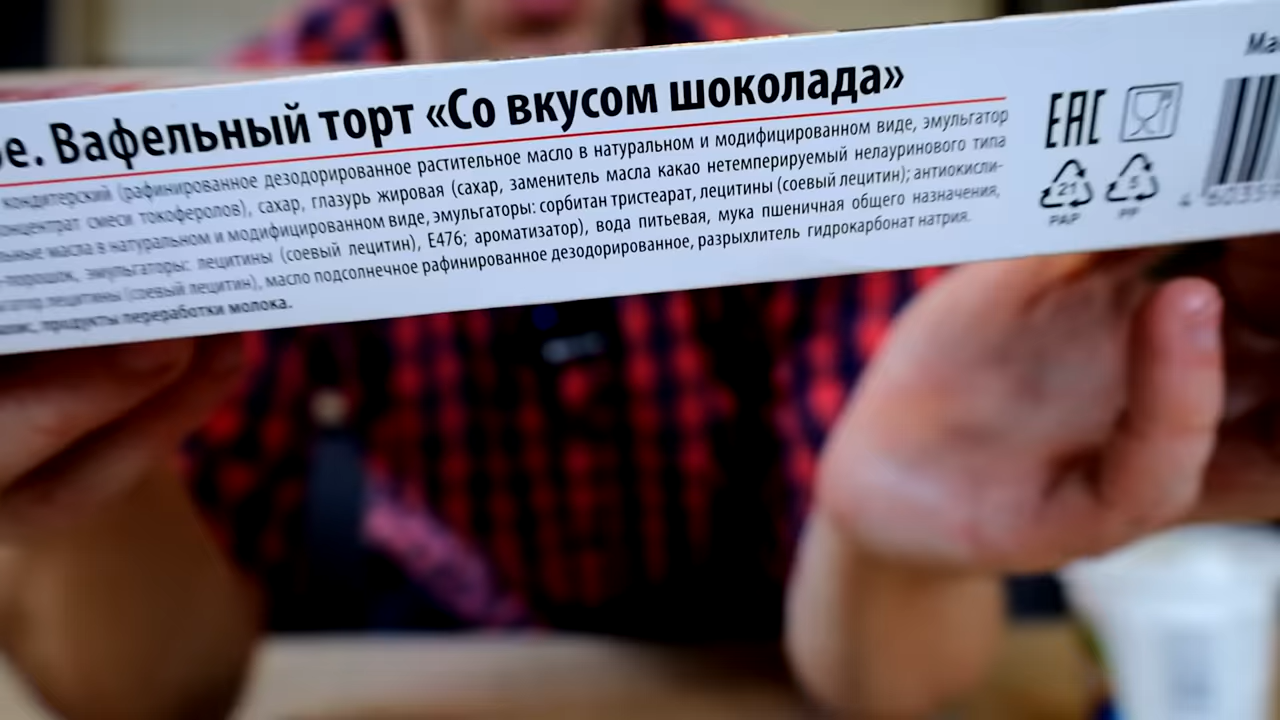 Вафельный торт «Со вкусом шоколада»
кондитерский (рафинированное дезодорированное растительное масло в натуральном и модифицированном виде, эмульгатор
смеси токоферолов), сахар, глазурь жировая (сахар, заменитель масла какао нетемперируемый нелауринового типа
масла в натуральном и модифицированном виде, эмульгаторы: сорбитан тристеарат, лецитины (соевый лецитин); антиокисли-
порошок, эмульгаторы: лецитины (соевый лецитин), Е476; ароматизатор), вода питьевая, мука пшеничная общего назначения,
лецитины (соевый лецитин), масло подсолнечное рафинированное дезодорированное, разрыхлитель гидрокарбонат натрия.
продукты переработки молока.
EAC
21
PAP
5
PP